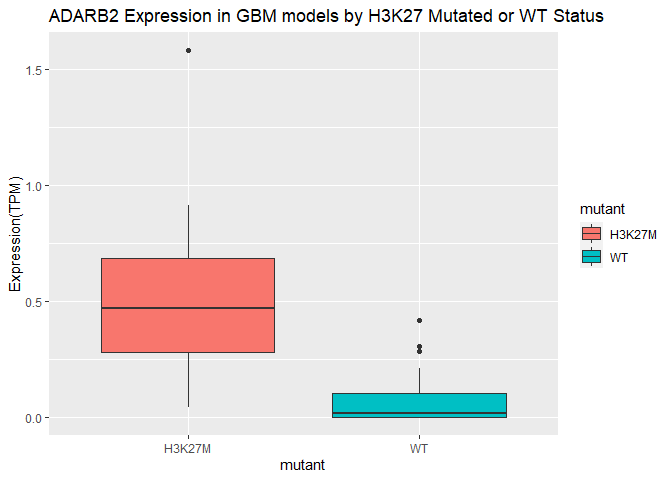 ADARB2 Expression in GBM models by H3K27 Mutated or WT Status
Expression(TPM)
1.5
1.0
0.5
0.0
H3K27M
WT
mutant
mutant
H3K27M
WT